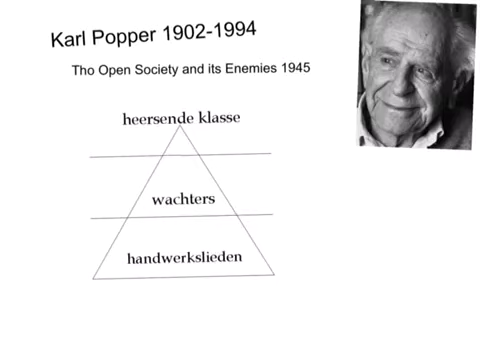 Karl Popper 1902-1994
Tho Open Society and its Enemies 1945
heersende klasse
wachters
handwerkslieden